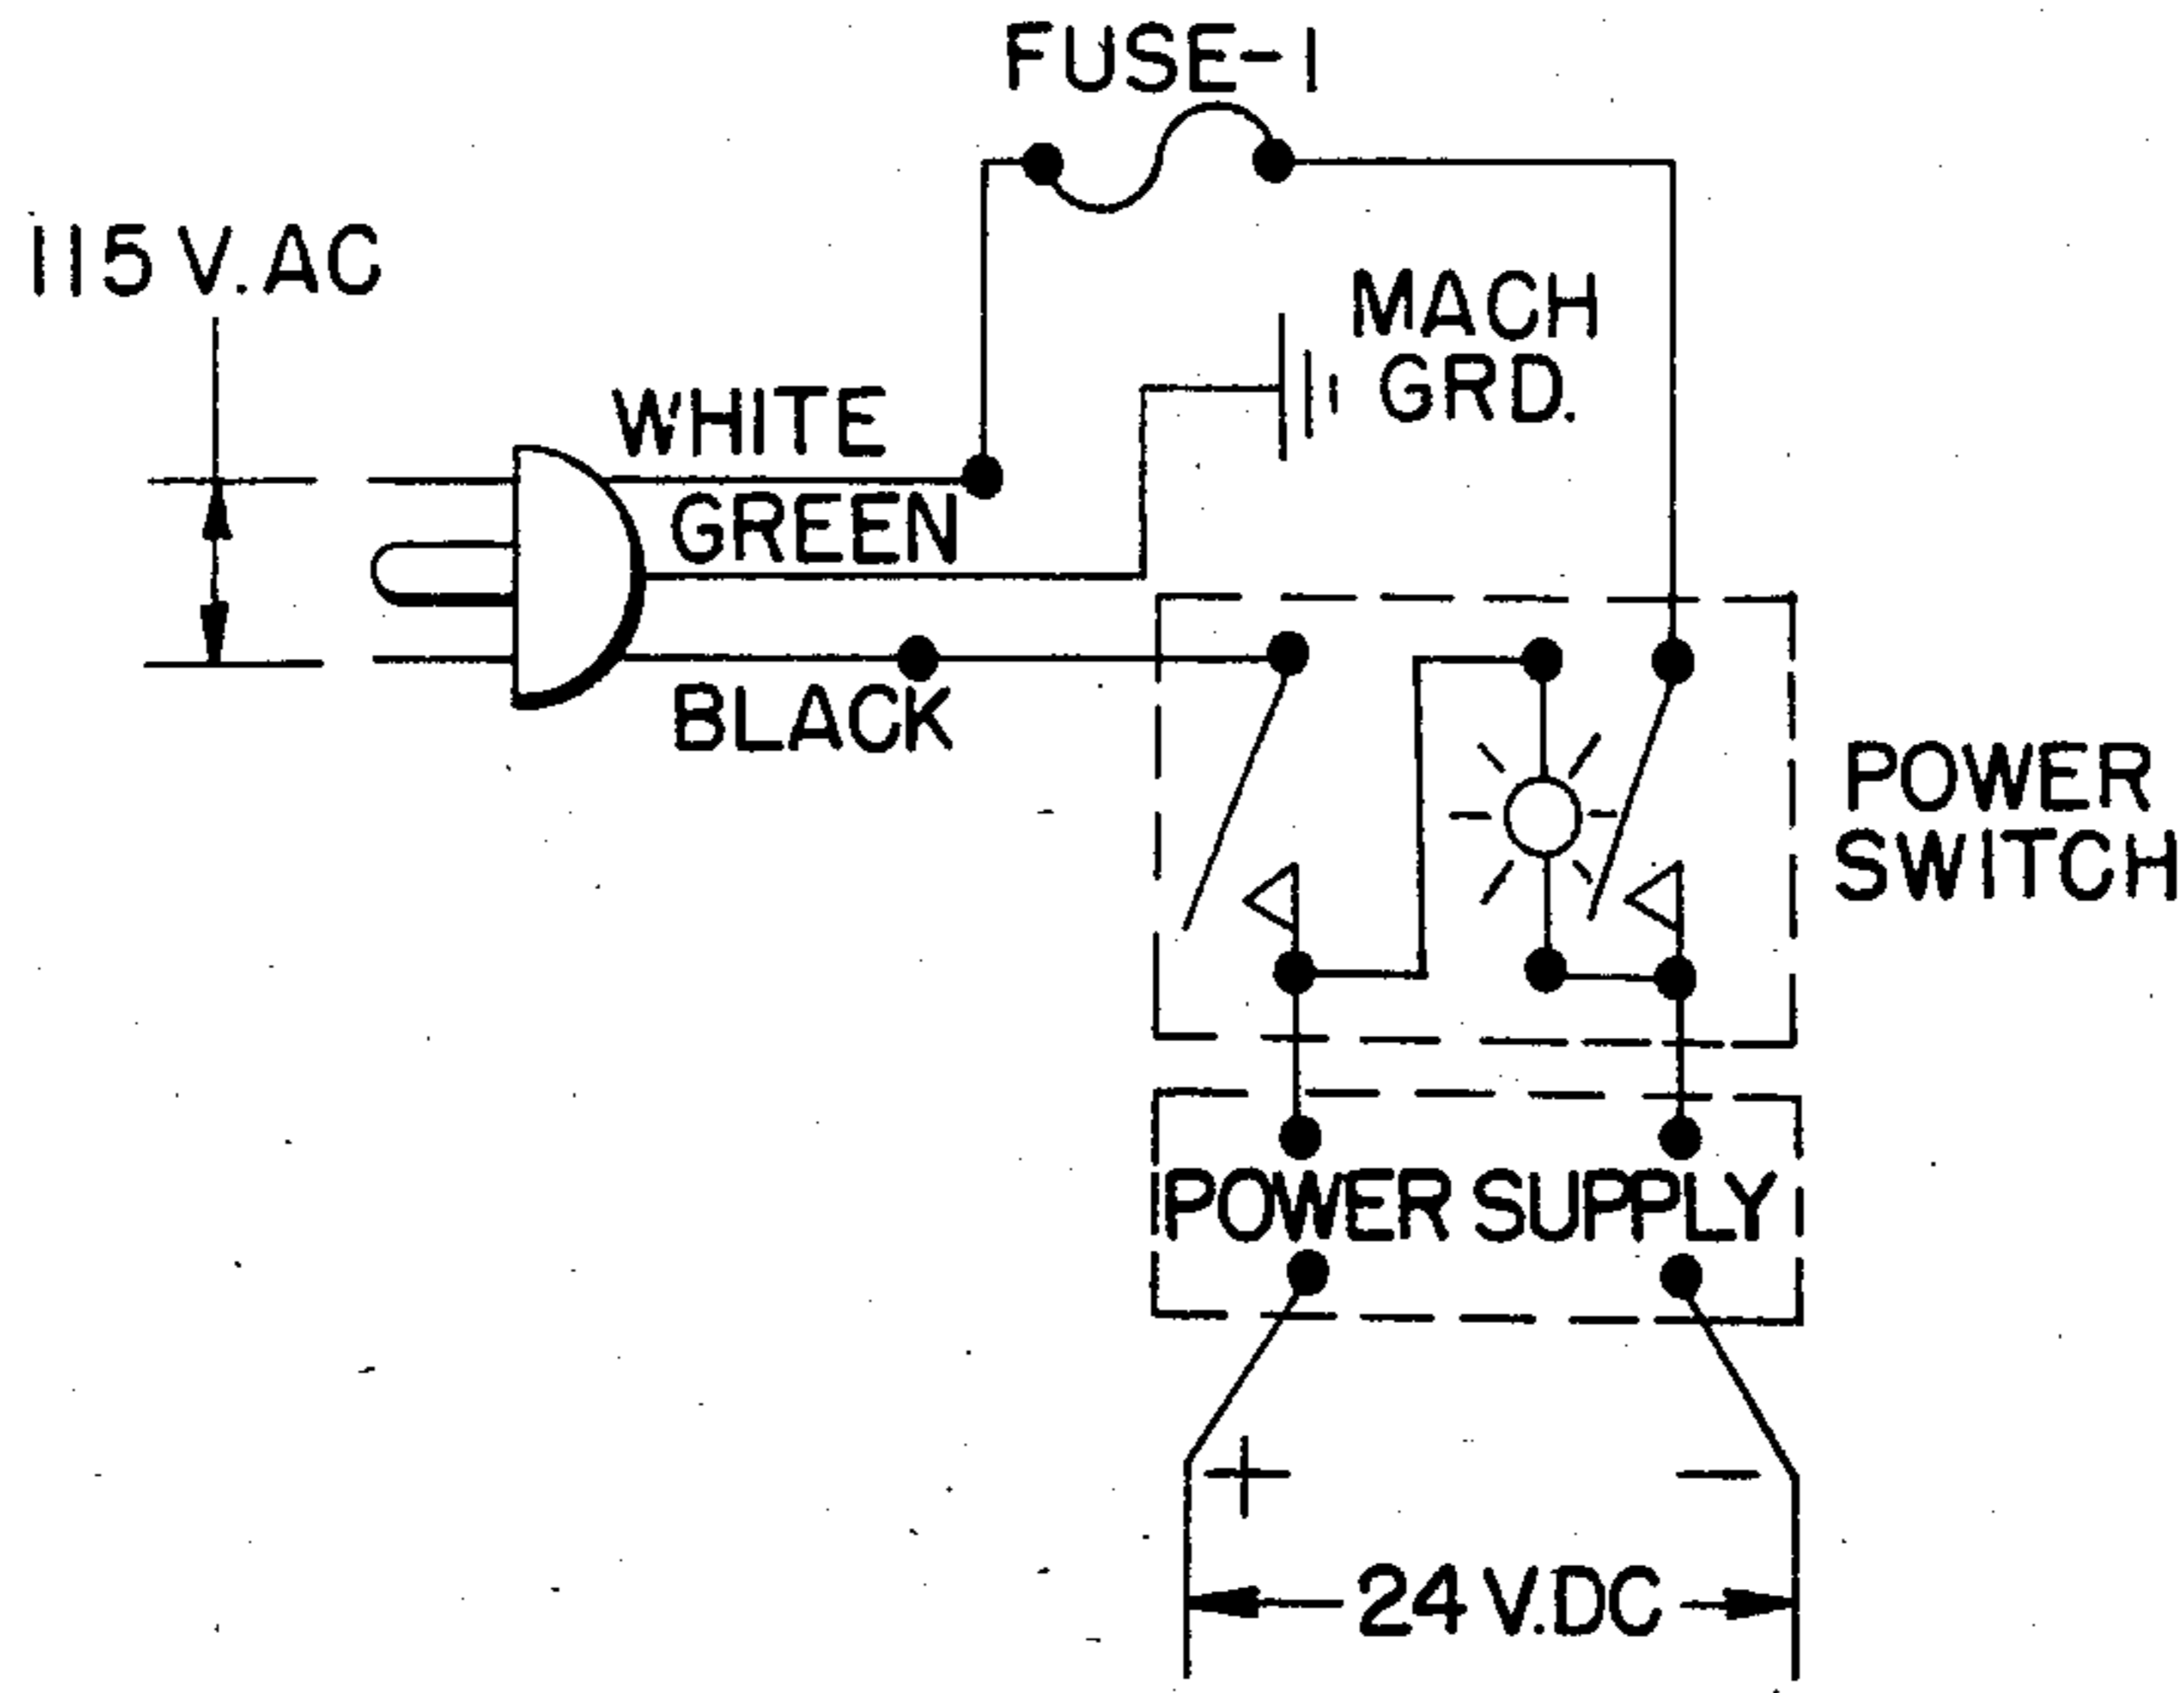 FUSE-1
115 V. AC
MACH
GRD.
WHITE
GREEN
BLACK
POWER
SWITCH
POWER SUPPLY
+ −
24 V.DC